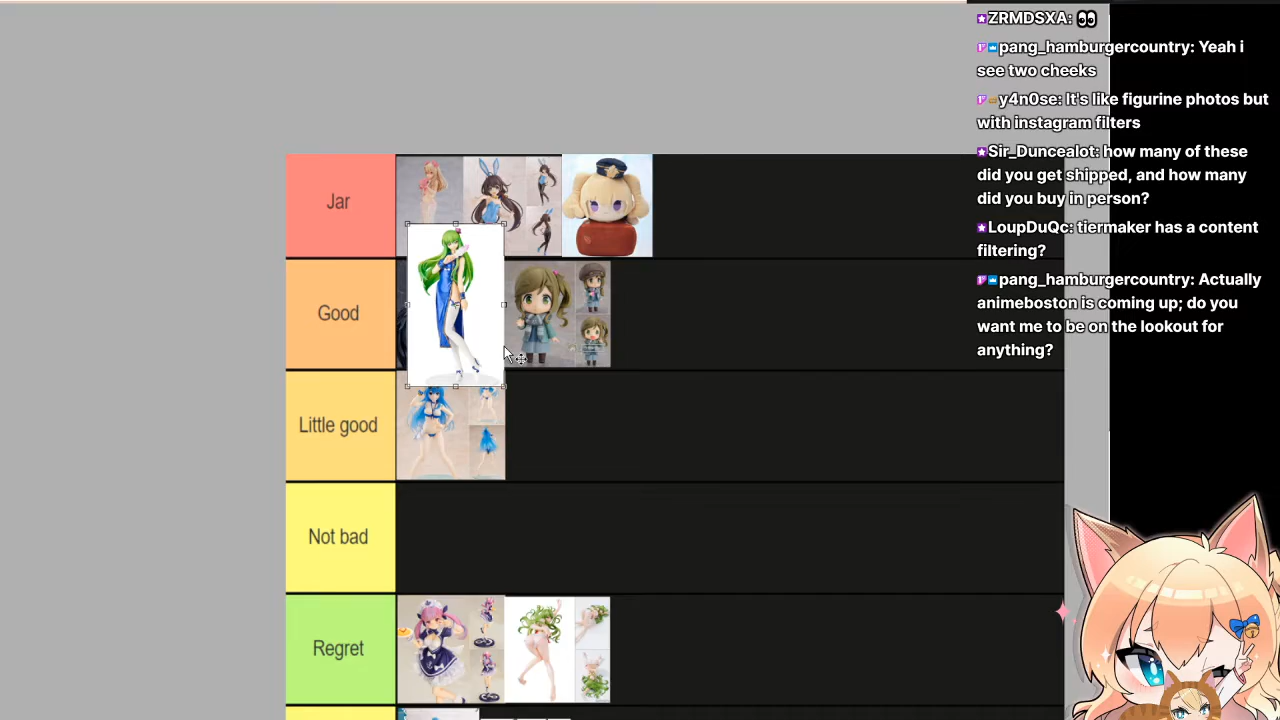 ZRMDSXA: 👀
pang_hamburgercountry: Yeah i
see two cheeks
y4n0se: It's like figurine photos but
with instagram filters
Sir_Duncealot: how many of these
did you get shipped, and how many
did you buy in person?
LoupDuQc: tiermaker has a content
filtering?
pang_hamburgercountry: Actually
animeboston is coming up; do you
want me to be on the lookout for
anything?
Jar
Good
Little good
Not bad
Regret